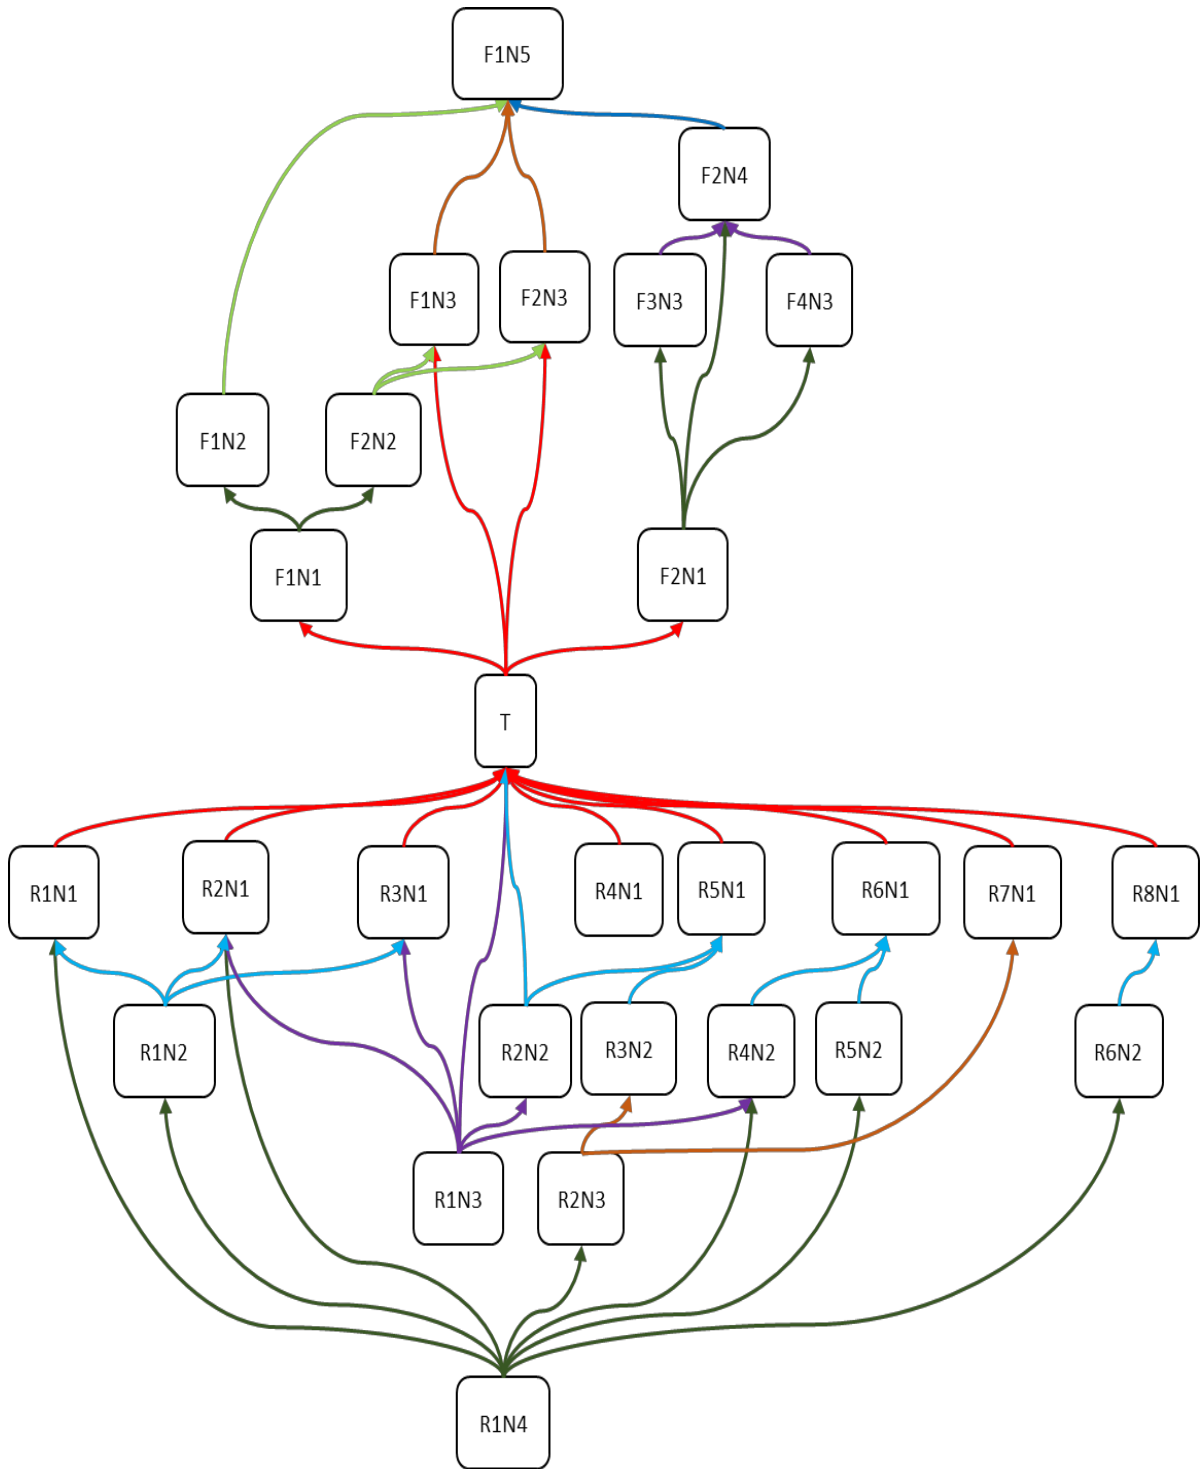 F1N5
F2N4
F1N3
F2N3
F3N3
F4N3
F1N2
F2N2
F1N1
F2N1
T
R1N1
R2N1
R3N1
R4N1
R5N1
R6N1
R7N1
R8N1
R1N2
R2N2
R3N2
R4N2
R5N2
R6N2
R1N3
R2N3
R1N4